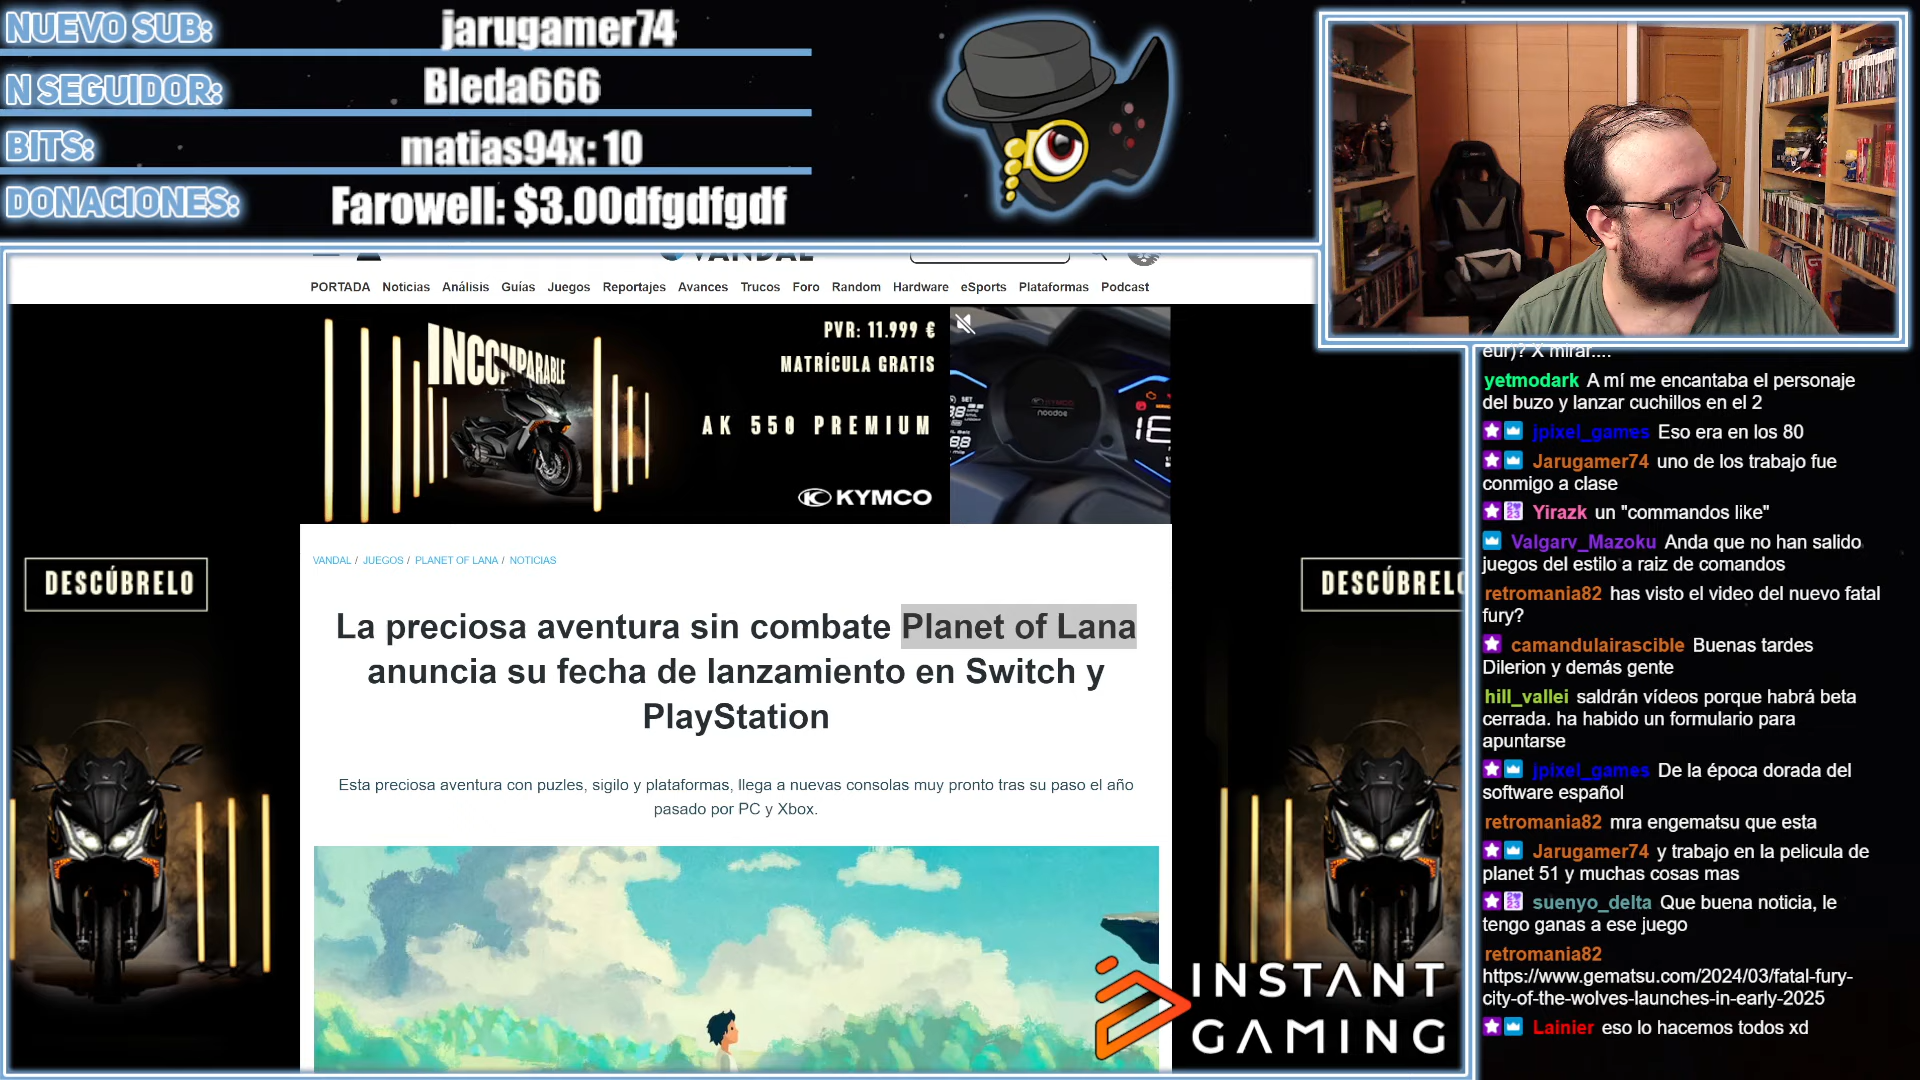 NUEVO SUB: jarugamer74
N SEGUIDOR: Bleda666
BITS: matias94x: 10
DONACIONES: Farowell: $3.00dfgdfgdf
VANDAL
PORTADA Noticias Análisis Guías Juegos Reportajes Avances Trucos Foro Random Hardware eSports Plataformas Podcast
INCOMPARABLE
PVR: 11.999 €
MATRÍCULA GRATIS
AK 550 PREMIUM
KYMCO
noodoe
DESCÚBRELO
DESCÚBRELO
VANDAL / JUEGOS / PLANET OF LANA / NOTICIAS
La preciosa aventura sin combate Planet of Lana
anuncia su fecha de lanzamiento en Switch y
PlayStation
Esta preciosa aventura con puzles, sigilo y plataformas, llega a nuevas consolas muy pronto tras su paso el año
pasado por PC y Xbox.
INSTANT
GAMING
eur)? X mirar....
yetmodark A mí me encantaba el personaje
del buzo y lanzar cuchillos en el 2
jpixel_games Eso era en los 80
Jarugamer74 uno de los trabajo fue
conmigo a clase
Yirazk un "commandos like"
Valgarv_Mazoku Anda que no han salido
juegos del estilo a raiz de comandos
retromania82 has visto el video del nuevo fatal
fury?
camandulairascible Buenas tardes
Dilerion y demás gente
hill_vallei saldrán vídeos porque habrá beta
cerrada. ha habido un formulario para
apuntarse
jpixel_games De la época dorada del
software español
retromania82 mra engematsu que esta
Jarugamer74 y trabajo en la pelicula de
planet 51 y muchas cosas mas
suenyo_delta Que buena noticia, le
tengo ganas a ese juego
retromania82
https://www.gematsu.com/2024/03/fatal-fury-
city-of-the-wolves-launches-in-early-2025
Lainier eso lo hacemos todos xd